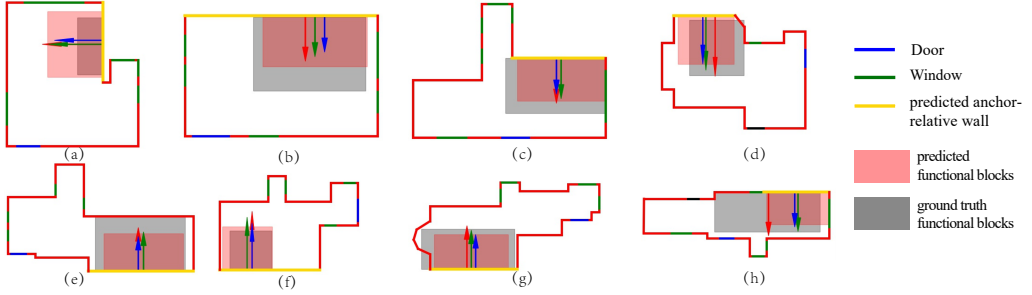 (a)
(b)
(c)
(d)
(e)
(f)
(g)
(h)
Door
Window
predicted anchor-
relative wall
predicted
functional blocks
ground truth
functional blocks